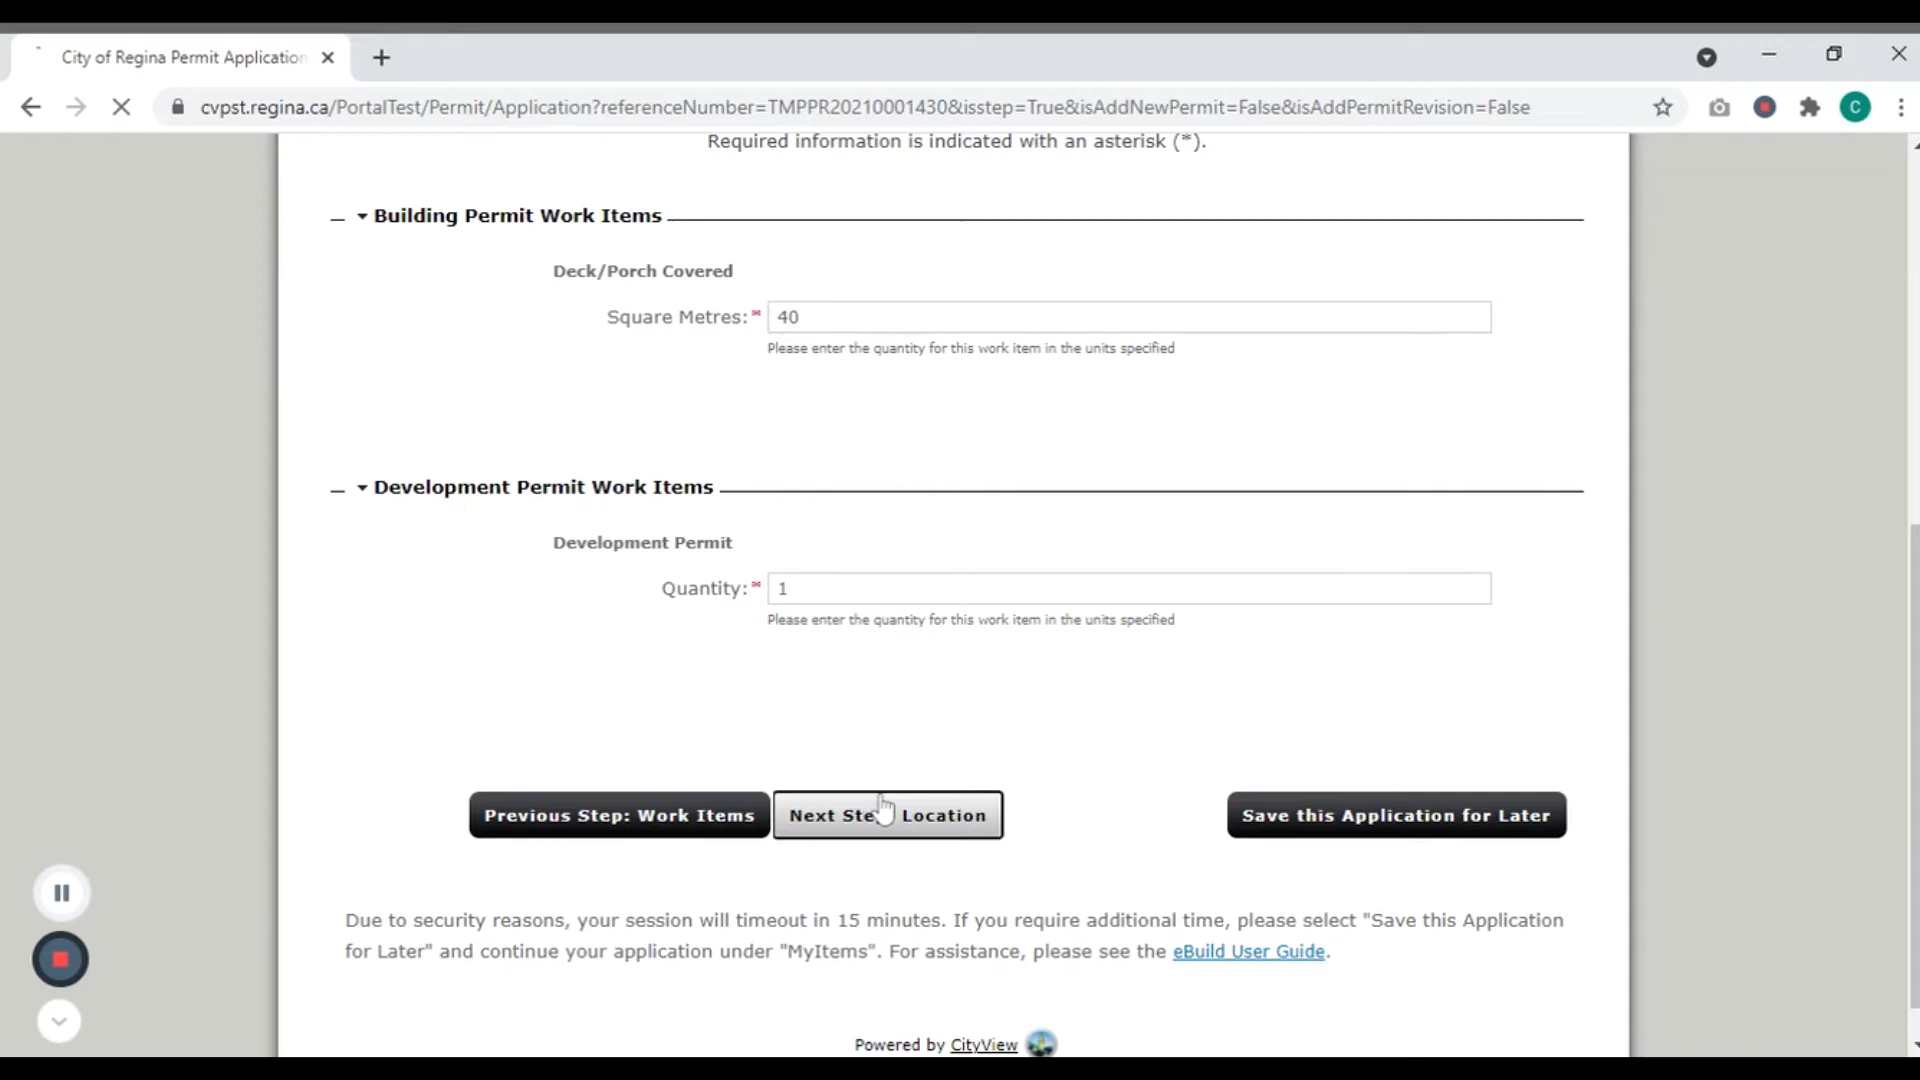 City of Regina Permit Application
cvpst.regina.ca/PortalTest/Permit/Application?referenceNumber=TMPPR20210001430&isstep=True&isAddNewPermit=False&isAddPermitRevision=False
C
Required information is indicated with an asterisk (*).
Building Permit Work Items
Deck/Porch Covered
Square Metres:* 40
Please enter the quantity for this work item in the units specified
Development Permit Work Items
Development Permit
Quantity:* 1
Please enter the quantity for this work item in the units specified
Previous Step: Work Items Next Ste Location Save this Application for Later
Due to security reasons, your session will timeout in 15 minutes. If you require additional time, please select "Save this Application
for Later" and continue your application under "MyItems". For assistance, please see the eBuild User Guide.
Powered by CityView